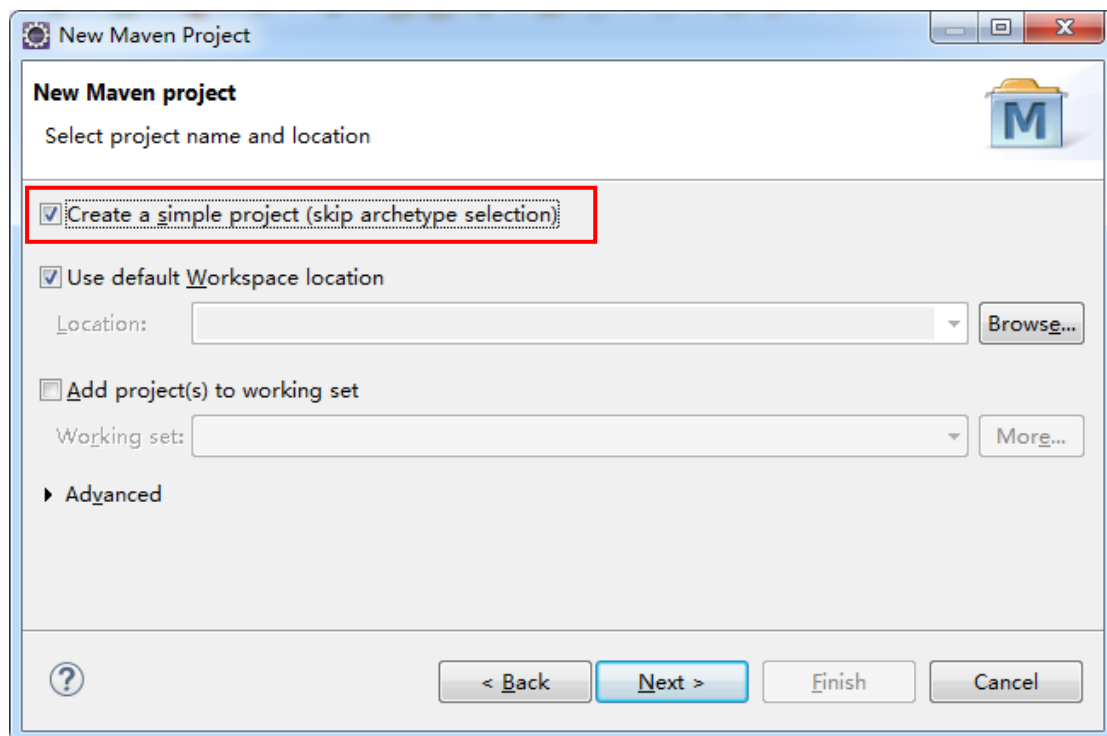 New Maven Project
New Maven project
Select project name and location
M
Create a simple project (skip archetype selection)
Use default Workspace location
Location:
Browse...
Add project(s) to working set
Working set:
More...
Advanced
?
< Back
Next >
Finish
Cancel